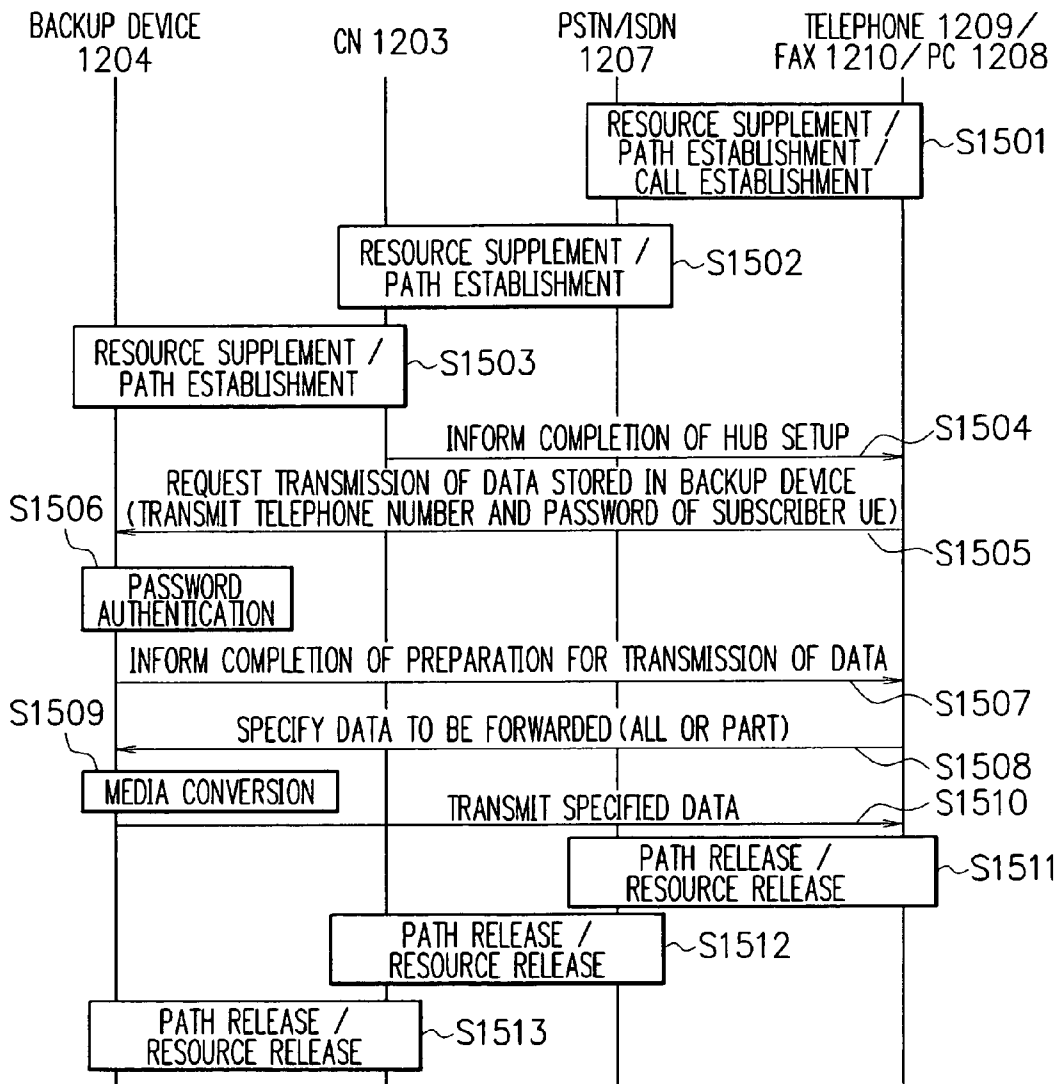 BACKUP DEVICE
1204
CN 1203
PSTN/ISDN
1207
TELEPHONE 1209/
FAX 1210/PC 1208
RESOURCE SUPPLEMENT /
PATH ESTABLISHMENT /
CALL ESTABLISHMENT
S1501
RESOURCE SUPPLEMENT /
PATH ESTABLISHMENT
S1502
RESOURCE SUPPLEMENT /
PATH ESTABLISHMENT
S1503
INFORM COMPLETION OF HUB SETUP
S1504
REQUEST TRANSMISSION OF DATA STORED IN BACKUP DEVICE
(TRANSMIT TELEPHONE NUMBER AND PASSWORD OF SUBSCRIBER UE)
S1505
S1506
PASSWORD
AUTHENTICATION
INFORM COMPLETION OF PREPARATION FOR TRANSMISSION OF DATA
S1507
SPECIFY DATA TO BE FORWARDED (ALL OR PART)
S1508
S1509
MEDIA CONVERSION
TRANSMIT SPECIFIED DATA
S1510
PATH RELEASE /
RESOURCE RELEASE
S1511
PATH RELEASE /
RESOURCE RELEASE
S1512
PATH RELEASE /
RESOURCE RELEASE
S1513